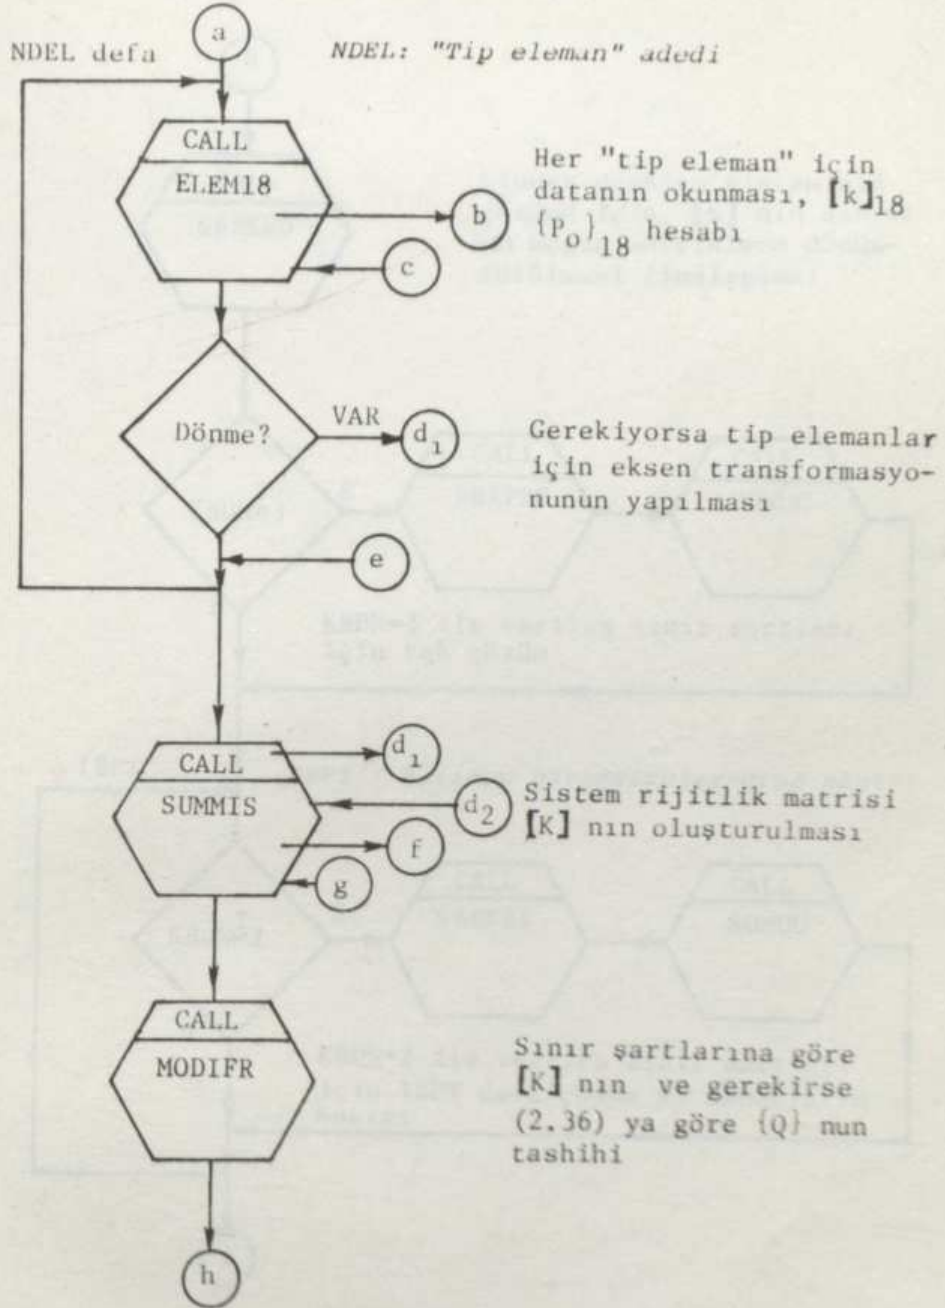 a
NDEL defa
NDEL: "Tip eleman" adedi
CALL
ELEM18
b
c
Her "tip eleman" için
datanın okunması, [k]18
{Po}18 hesabı
Dönme?
VAR
d1
Gerekiyorsa tip elemanlar
için eksen transformasyo-
nunun yapılması
e
CALL
SUMMIS
d1
d2
f
g
Sistem rijitlik matrisi
[K] nın oluşturulması
CALL
MODIFR
Sınır şartlarına göre
[K] nın ve gerekirse
(2.36) ya göre {Q} nun
tashihi
h